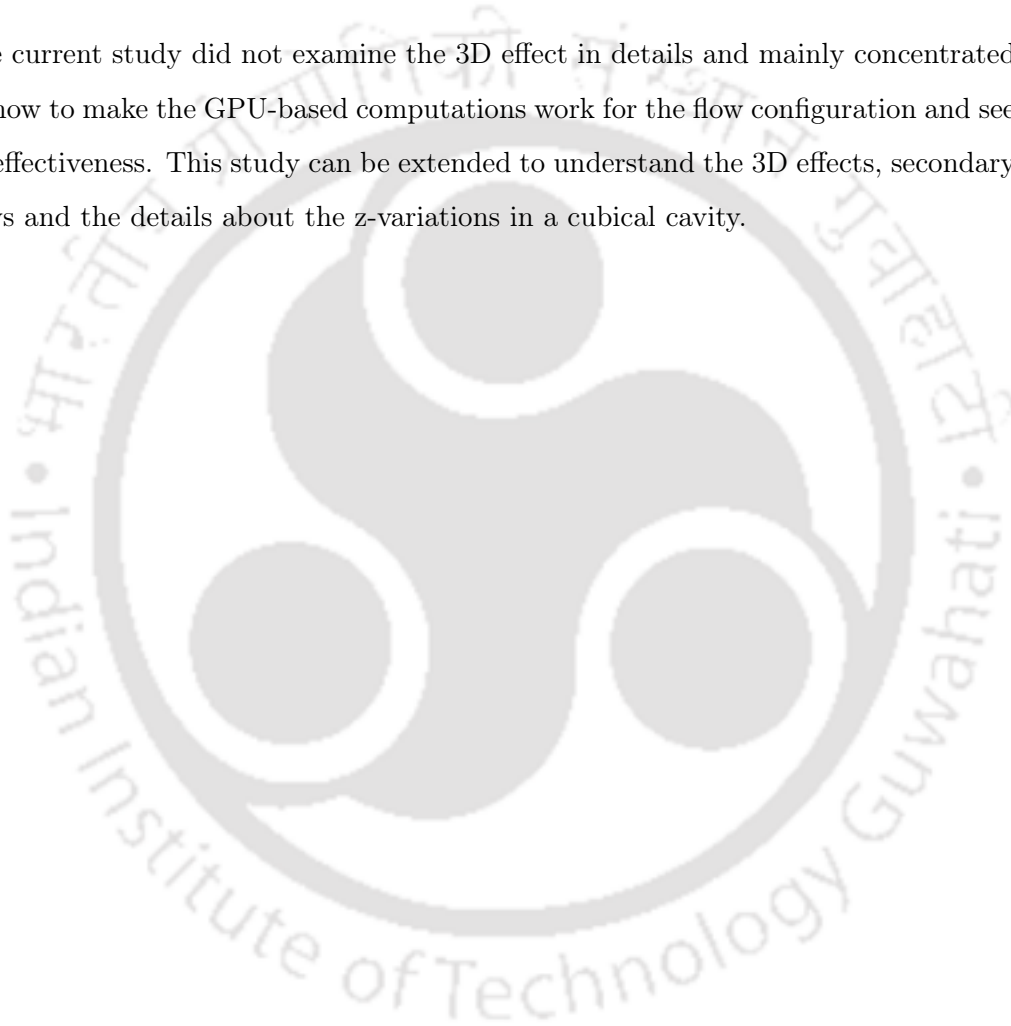 current study did not examine the 3D effect in details and mainly concentrated
how to make the GPU-based computations work for the flow configuration and see
effectiveness. This study can be extended to understand the 3D effects, secondary
and the details about the z-variations in a cubical cavity.
भारतीय प्रौद्योगिकी संस्थान गुवाहाटी
Indian Institute of Technology Guwahati